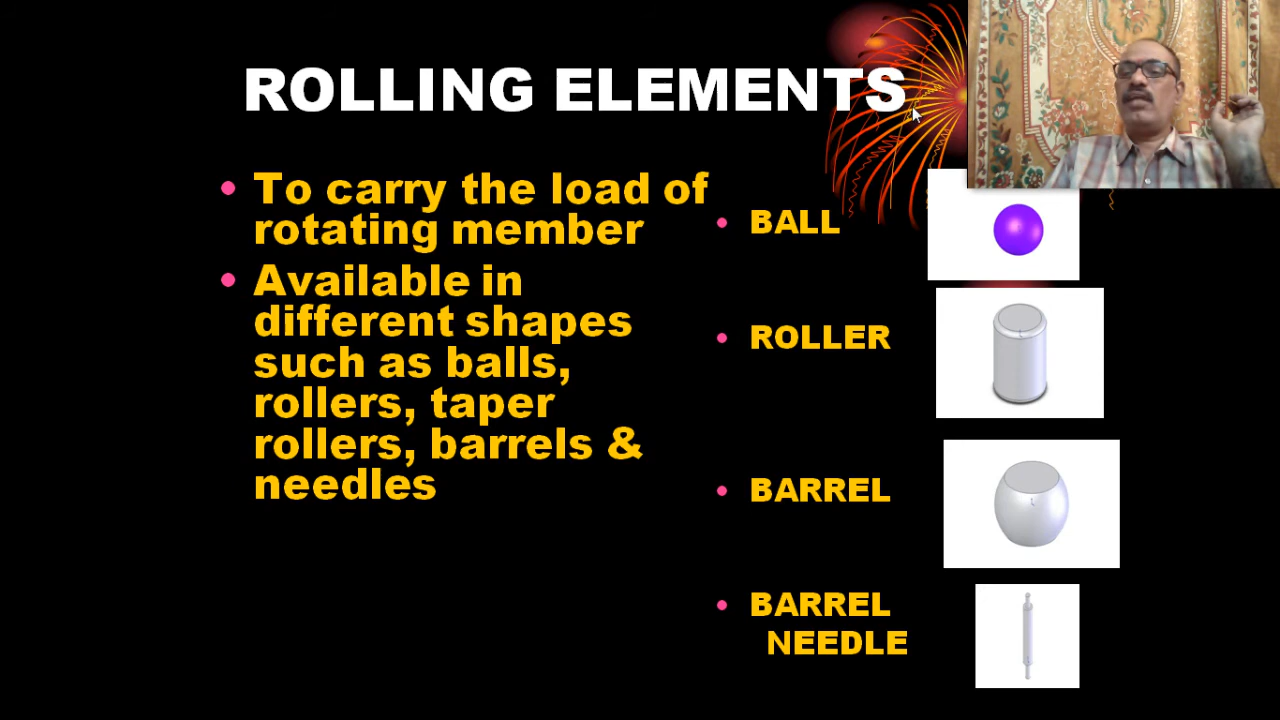 ROLLING ELEMENTS
• To carry the load of
rotating member
• Available in
different shapes
such as balls,
rollers, taper
rollers, barrels &
needles
• BALL
• ROLLER
• BARREL
• BARREL
NEEDLE